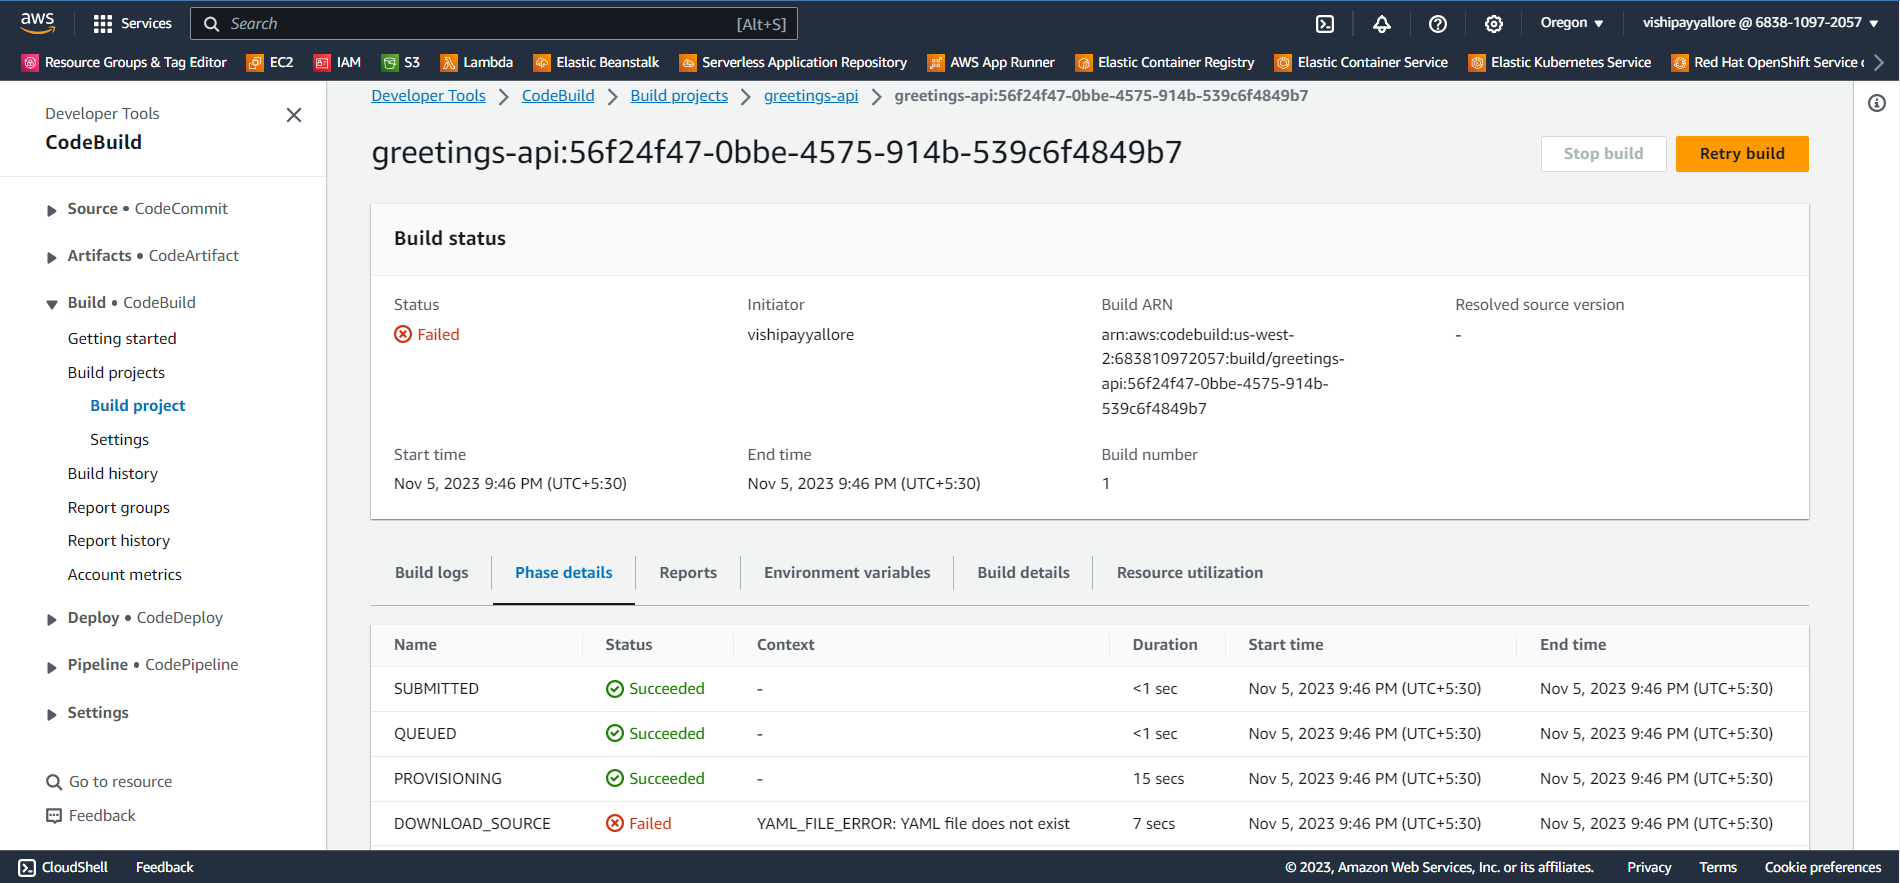 aws
Services
Search
[Alt+S]
Oregon ▼
vishipayyallore @ 6838-1097-2057 ▼
Resource Groups & Tag Editor
EC2
IAM
S3
Lambda
Elastic Beanstalk
Serverless Application Repository
AWS App Runner
Elastic Container Registry
Elastic Container Service
Elastic Kubernetes Service
Red Hat OpenShift Service
Developer Tools
CodeBuild
Source • CodeCommit
Artifacts • CodeArtifact
Build • CodeBuild
Getting started
Build projects
Build project
Settings
Build history
Report groups
Report history
Account metrics
Deploy • CodeDeploy
Pipeline • CodePipeline
Settings
Go to resource
Feedback
Developer Tools > CodeBuild > Build projects > greetings-api > greetings-api:56f24f47-0bbe-4575-914b-539c6f4849b7
greetings-api:56f24f47-0bbe-4575-914b-539c6f4849b7
Stop build
Retry build
Build status
Status
Failed
Initiator
vishipayyallore
Build ARN
arn:aws:codebuild:us-west-
2:683810972057:build/greetings-
api:56f24f47-0bbe-4575-914b-
539c6f4849b7
Resolved source version
-
Start time
Nov 5, 2023 9:46 PM (UTC+5:30)
End time
Nov 5, 2023 9:46 PM (UTC+5:30)
Build number
1
Build logs
Phase details
Reports
Environment variables
Build details
Resource utilization
Name Status Context Duration Start time End time
SUBMITTED Succeeded - <1 sec Nov 5, 2023 9:46 PM (UTC+5:30) Nov 5, 2023 9:46 PM (UTC+5:30)
QUEUED Succeeded - <1 sec Nov 5, 2023 9:46 PM (UTC+5:30) Nov 5, 2023 9:46 PM (UTC+5:30)
PROVISIONING Succeeded - 15 secs Nov 5, 2023 9:46 PM (UTC+5:30) Nov 5, 2023 9:46 PM (UTC+5:30)
DOWNLOAD_SOURCE Failed YAML_FILE_ERROR: YAML file does not exist 7 secs Nov 5, 2023 9:46 PM (UTC+5:30) Nov 5, 2023 9:46 PM (UTC+5:30)
CloudShell
Feedback
© 2023, Amazon Web Services, Inc. or its affiliates.
Privacy
Terms
Cookie preferences